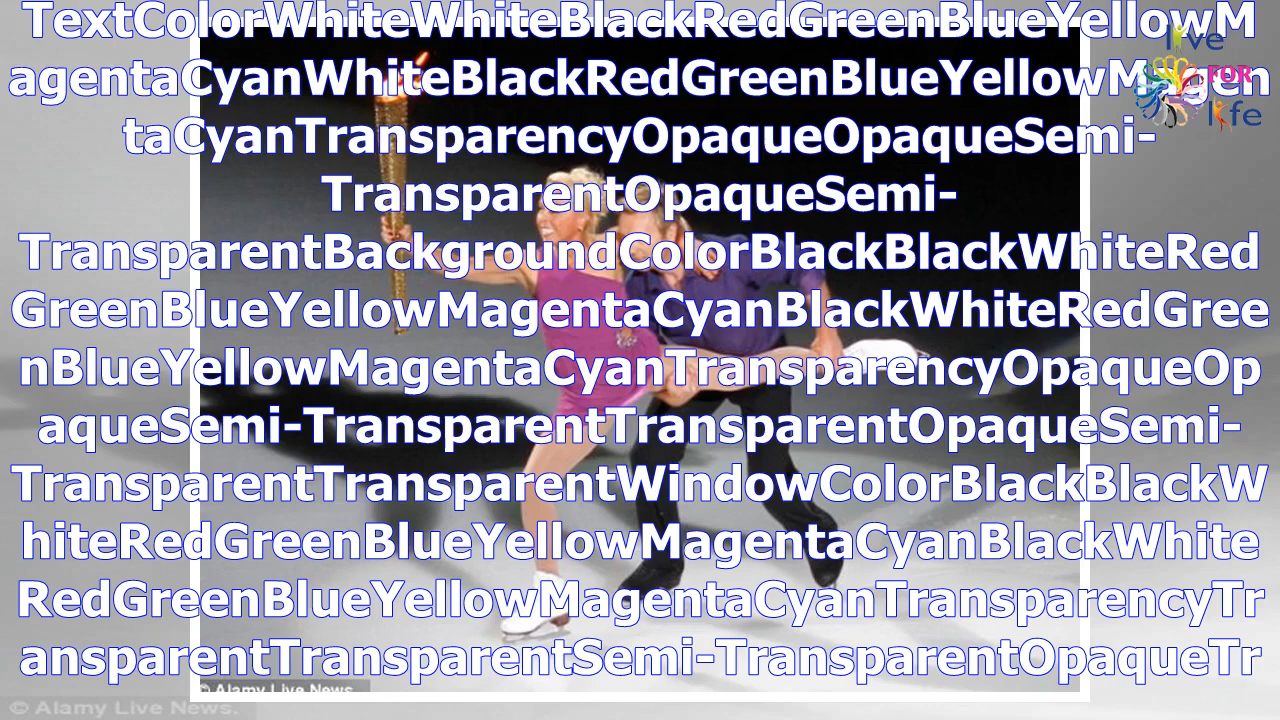 TextColorWhiteWhiteBlackRedGreenBlueYellowM
agentaCyanWhiteBlackRedGreenBlueYellowMagen
taCyanTransparencyOpaqueOpaqueSemi-
TransparentOpaqueSemi-
TransparentBackgroundColorBlackBlackWhiteRed
GreenBlueYellowMagentaCyanBlackWhiteRedGree
nBlueYellowMagentaCyanTransparencyOpaqueOp
aqueSemi-TransparentTransparentOpaqueSemi-
TransparentTransparentWindowColorBlackBlackW
hiteRedGreenBlueYellowMagentaCyanBlackWhite
RedGreenBlueYellowMagentaCyanTransparencyTr
ansparentTransparentSemi-TransparentOpaqueTr
live
FOR
life
© Alamy Live News.
© Alamy Live News.